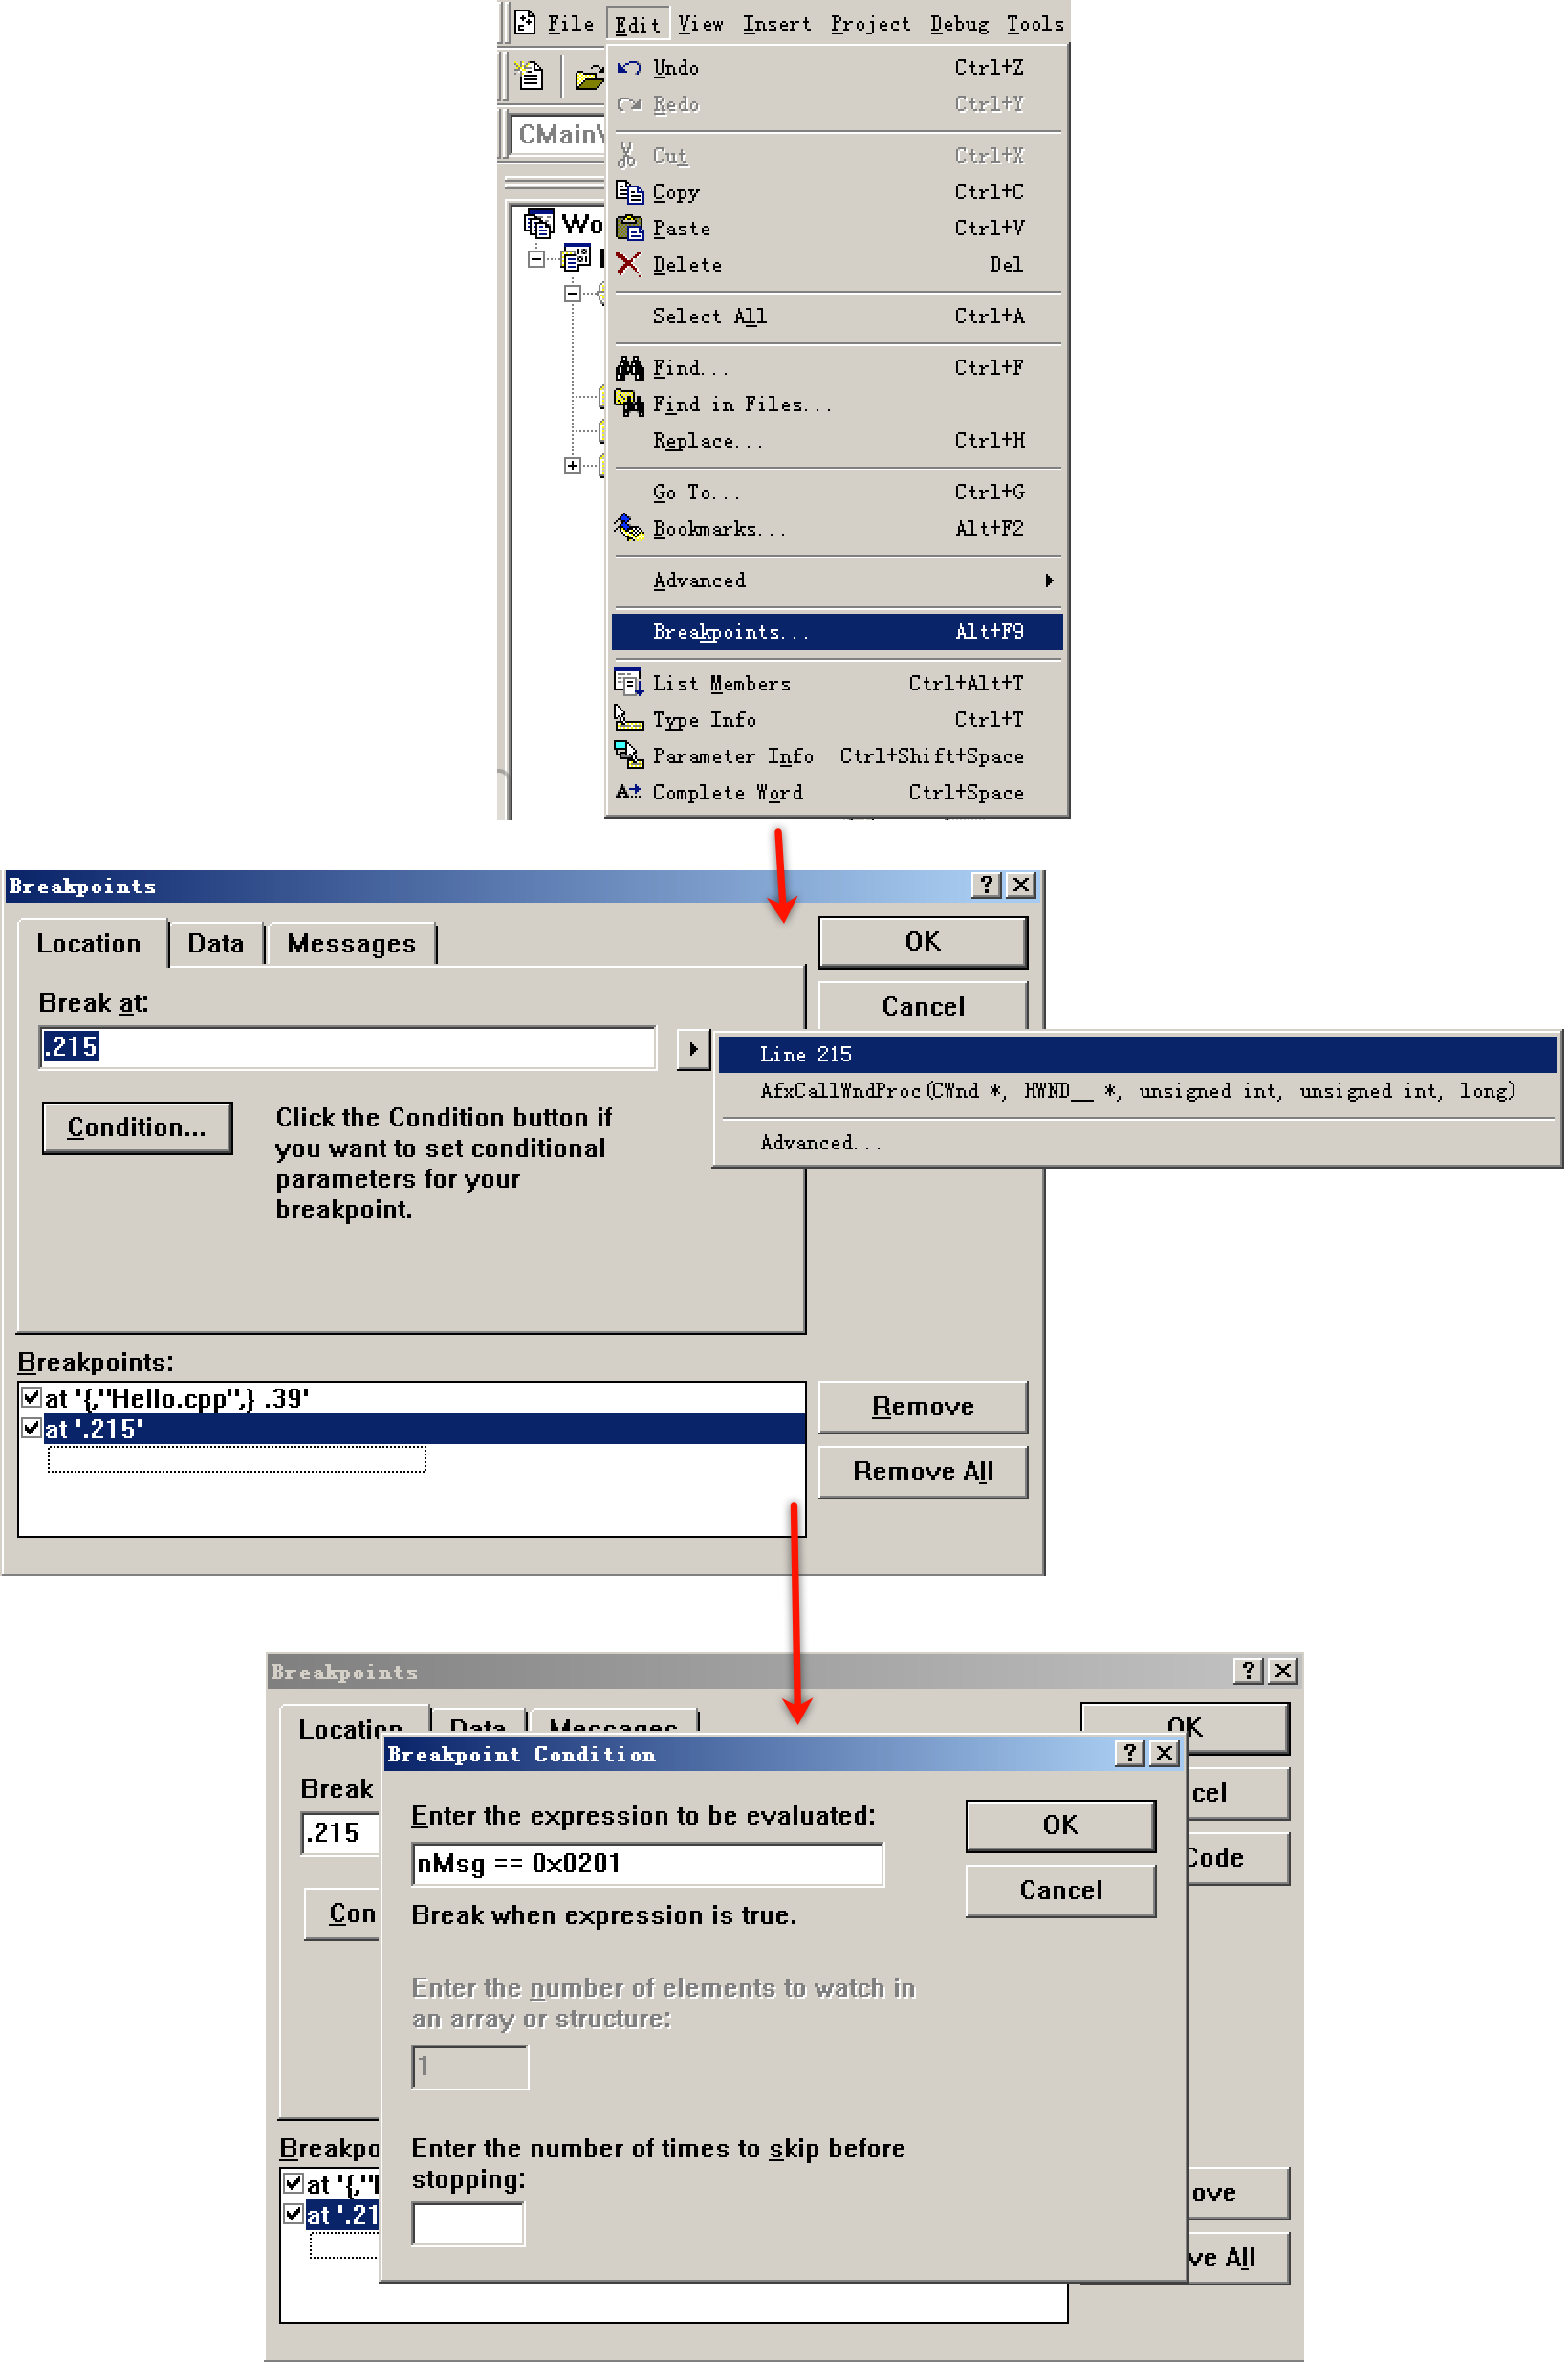 File Edit View Insert Project Debug Tools
CMain
Wo
Undo Ctrl+Z
Redo Ctrl+Y
Cut Ctrl+X
Copy Ctrl+C
Paste Ctrl+V
Delete Del
Select All Ctrl+A
Find... Ctrl+F
Find in Files...
Replace... Ctrl+H
Go To... Ctrl+G
Bookmarks... Alt+F2
Advanced
Breakpoints... Alt+F9
List Members Ctrl+Alt+T
Type Info Ctrl+T
Parameter Info Ctrl+Shift+Space
Complete Word Ctrl+Space
Breakpoints
Location Data Messages
OK
Cancel
Break at:
.215
Line 215
AfxCallWndProc(CWnd *, HWND__ *, unsigned int, unsigned int, long)
Advanced...
Condition...
Click the Condition button if
you want to set conditional
parameters for your
breakpoint.
Breakpoints:
at '{,"Hello.cpp",} .39'
at '.215'
Remove
Remove All
Breakpoints
Location Data Messages
OK
Breakpoint Condition
Break
cel
.215
Code
Con
Enter the expression to be evaluated:
nMsg == 0x0201
Break when expression is true.
OK
Cancel
Enter the number of elements to watch in
an array or structure:
1
Enter the number of times to skip before
stopping:
Breakpo
at '{,"
at '.21
ove
ve All